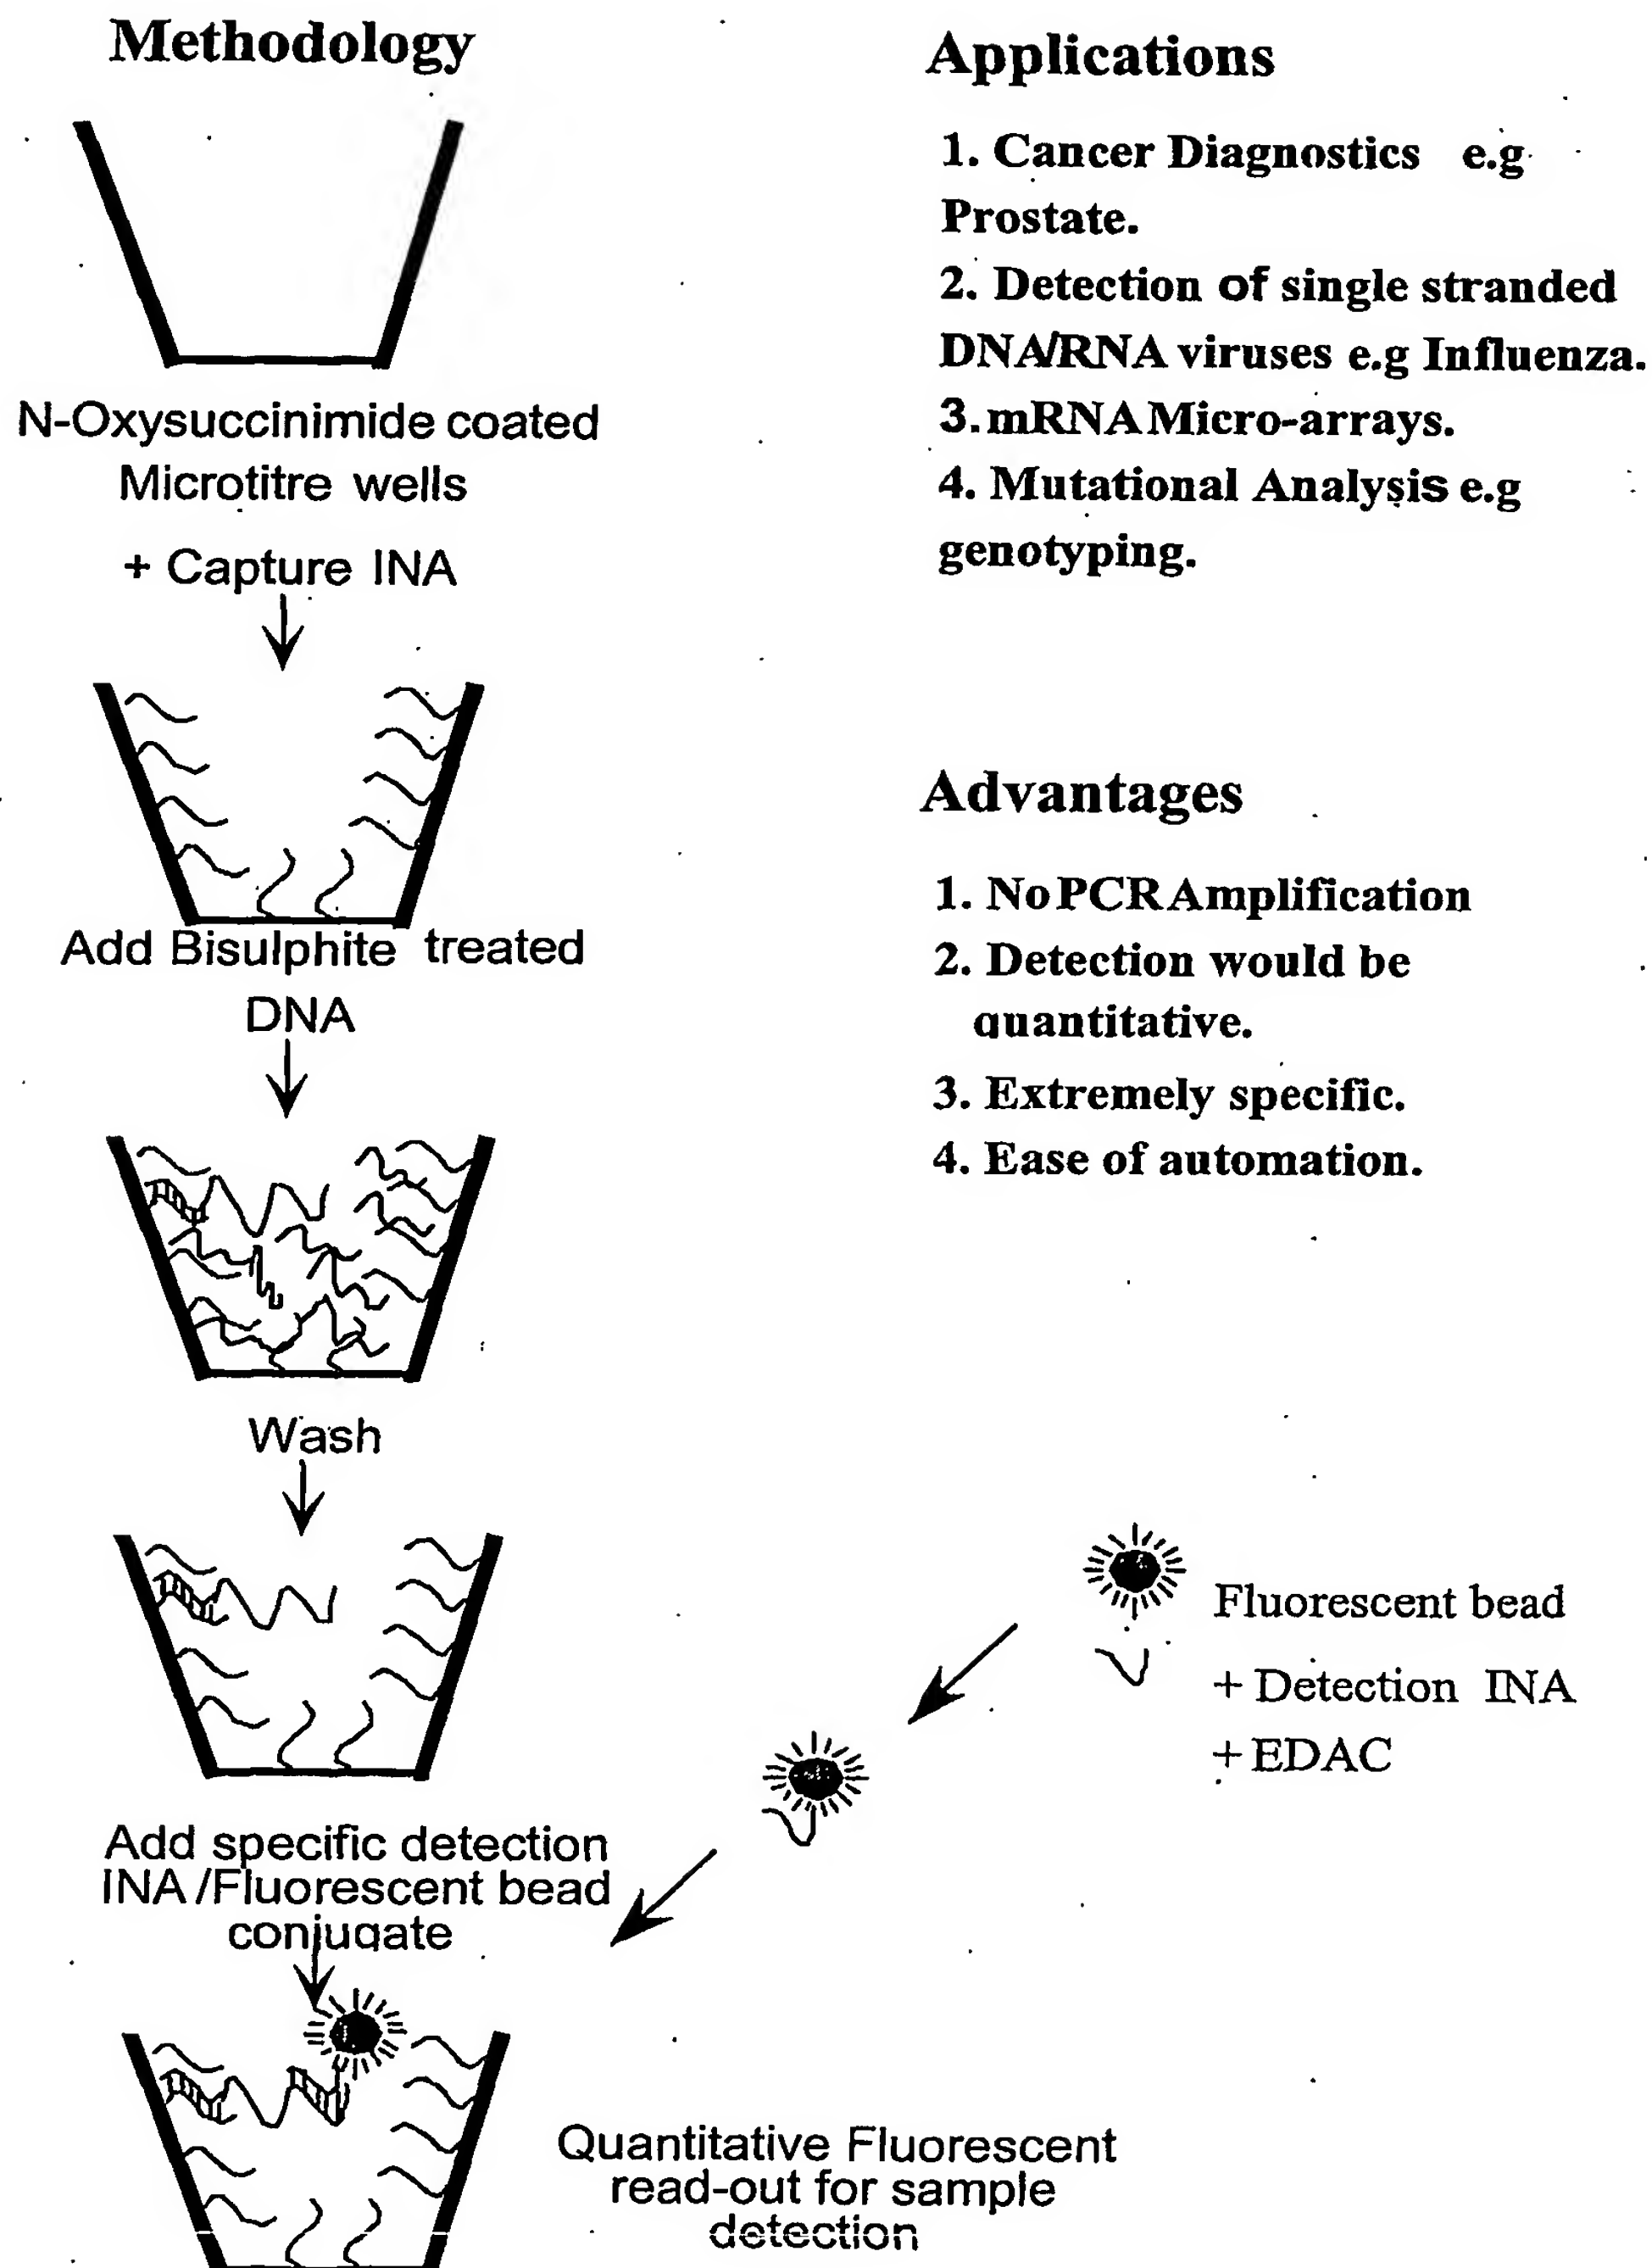 Methodology
N-Oxysuccinimide coated
Microtitre wells
+ Capture INA
Add Bisulphite treated
DNA
Wash
Add specific detection
INA/Fluorescent bead
conjugate
Quantitative Fluorescent
read-out for sample
detection
Fluorescent bead
+ Detection INA
+ EDAC
Applications
1. Cancer Diagnostics e.g
Prostate.
2. Detection of single stranded
DNA/RNA viruses e.g Influenza.
3. mRNA Micro-arrays.
4. Mutational Analysis e.g
genotyping.
Advantages
1. No PCR Amplification
2. Detection would be
quantitative.
3. Extremely specific.
4. Ease of automation.